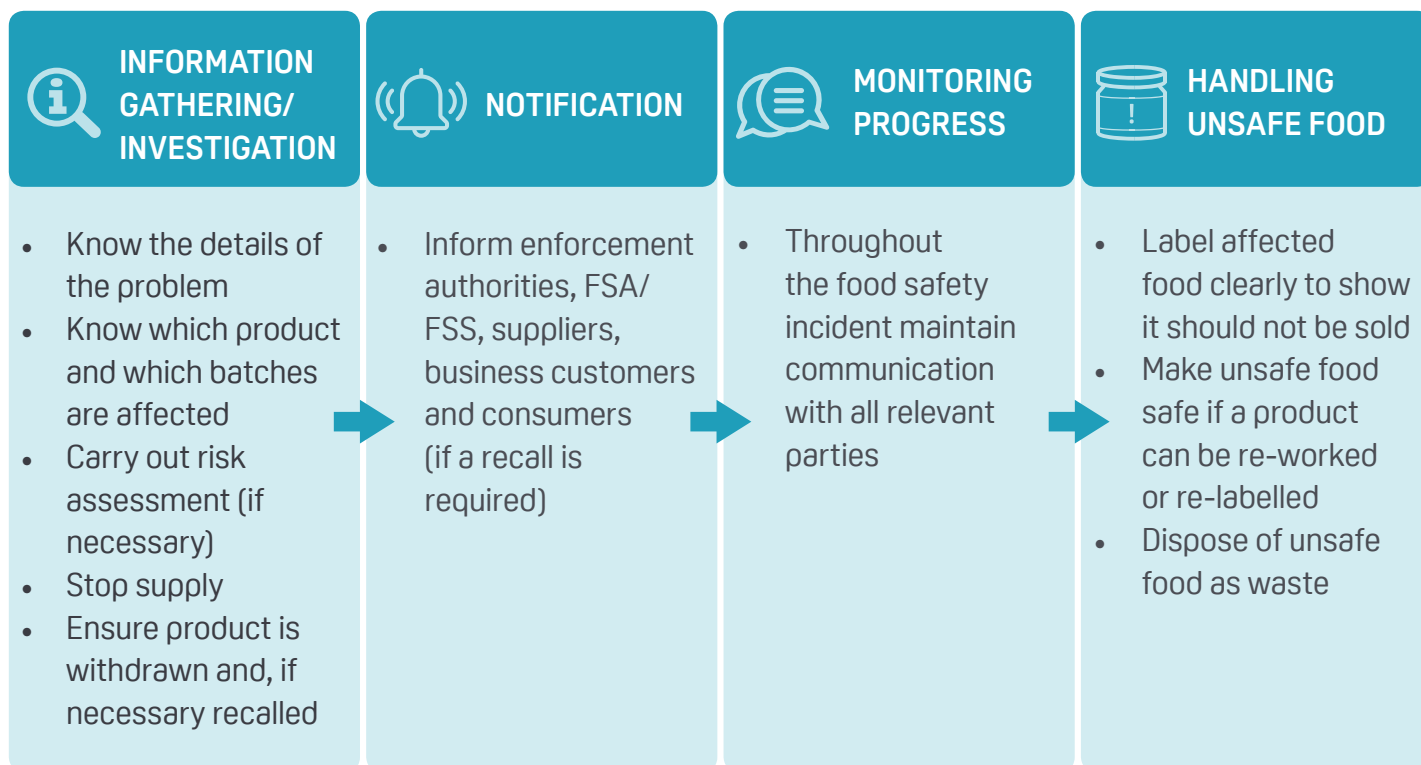 INFORMATION
GATHERING/
INVESTIGATION
• Know the details of
the problem
• Know which product
and which batches
are affected
• Carry out risk
assessment (if
necessary)
• Stop supply
• Ensure product is
withdrawn and, if
necessary recalled
NOTIFICATION
• Inform enforcement
authorities, FSA/
FSS, suppliers,
business customers
and consumers
(if a recall is
required)
MONITORING
PROGRESS
• Throughout
the food safety
incident maintain
communication
with all relevant
parties
HANDLING
UNSAFE FOOD
• Label affected
food clearly to show
it should not be sold
• Make unsafe food
safe if a product
can be re-worked
or re-labelled
• Dispose of unsafe
food as waste